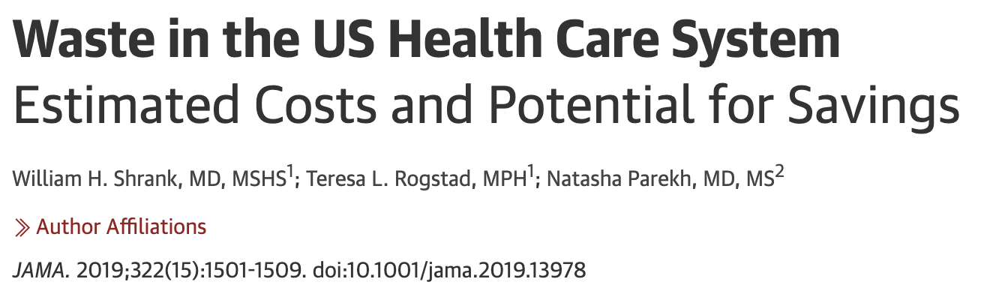 Waste in the US Health Care System
Estimated Costs and Potential for Savings
William H. Shrank, MD, MSHS1; Teresa L. Rogstad, MPH1; Natasha Parekh, MD, MS2
Author Affiliations
JAMA. 2019;322(15):1501-1509. doi:10.1001/jama.2019.13978